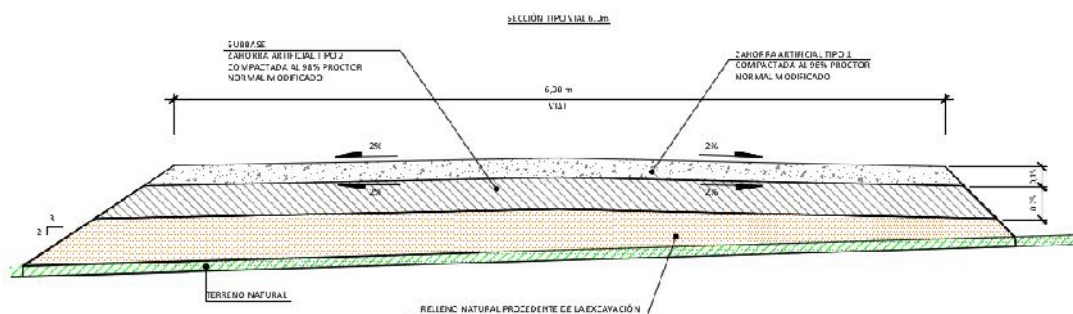 SECCIÓN TIPO VIAL 6.0m
SUBBASE
ZAHORRA ARTIFICIAL TIPO 2
COMPACTADA AL 98% PROCTOR
NORMAL MODIFICADO
ZAHORRA ARTIFICIAL TIPO 1
COMPACTADA AL 98% PROCTOR
NORMAL MODIFICADO
6,00 m
VIAL
2%
2%
2%
2%
3
2
TERRENO NATURAL
RELLENO NATURAL PROCEDENTE DE LA EXCAVACIÓN